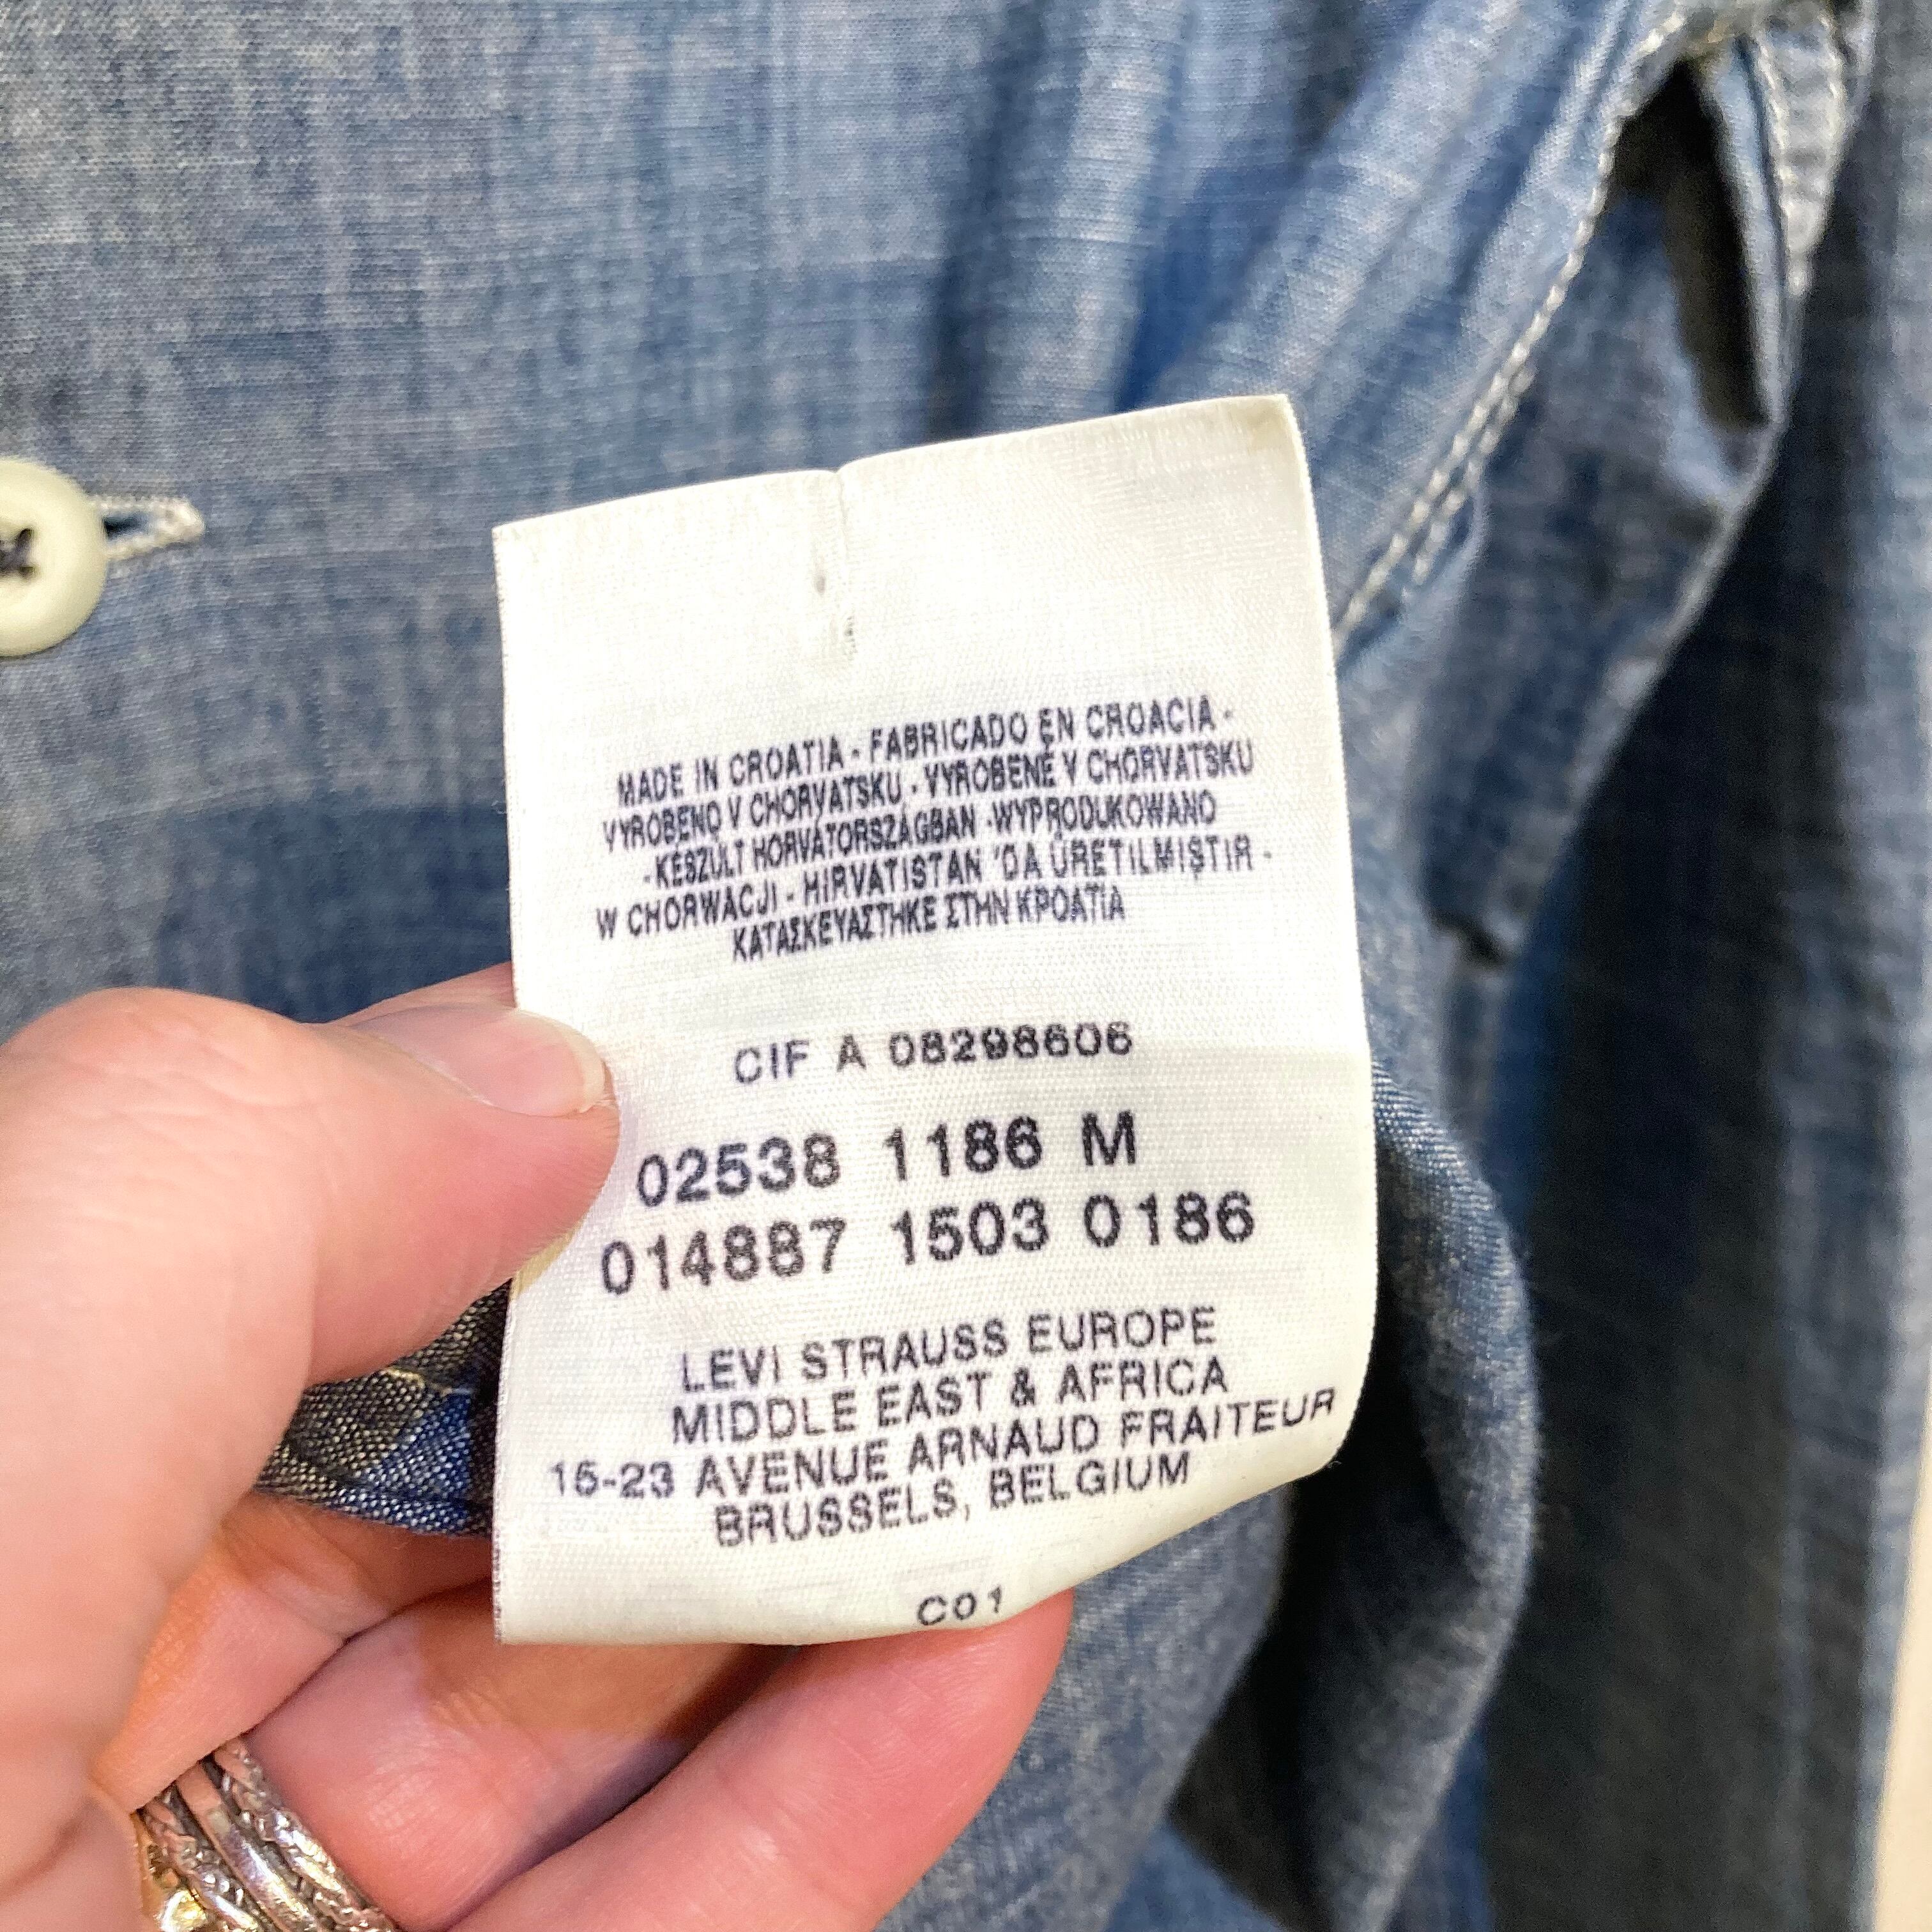 MADE IN CROATIA - FABRICADO EN CROACIA -
VYROBENO V CHORVATSKU - VYROBENÉ V CHORVATSKU
- KESZULT HORVÁTORSZÁGBAN -WYPRODUKOWANO
W CHORWACJI - HIRVATISTAN 'DA ÜRETILMIŞTIR -
ΚΑΤΑΣΚΕΥΑΣΤΗΚΕ ΣΤΗΝ ΚΡΟΑΤΙΑ
CIF A 08298606
02538 1186 M
014887 1503 0186
LEVI STRAUSS EUROPE
MIDDLE EAST & AFRICA
15-23 AVENUE ARNAUD FRAITEUR
BRUSSELS, BELGIUM
C01